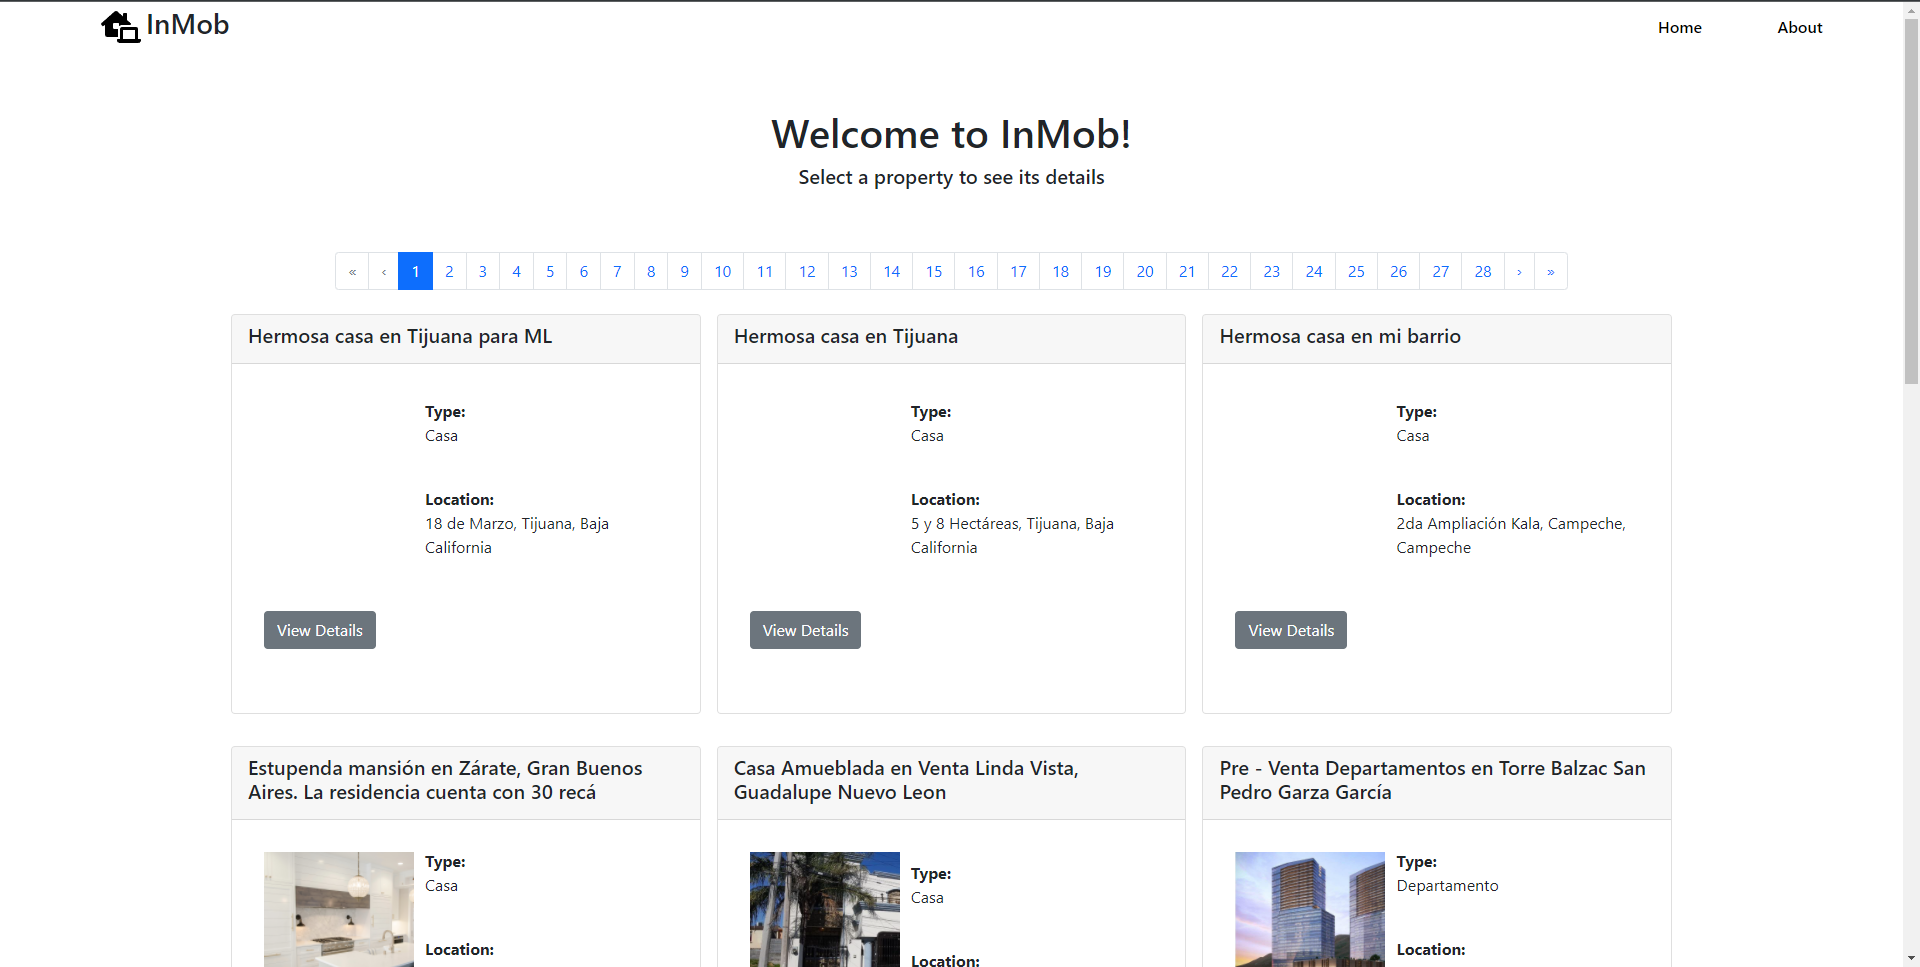 InMob
Home About
Welcome to InMob!
Select a property to see its details
« ‹ 1 2 3 4 5 6 7 8 9 10 11 12 13 14 15 16 17 18 19 20 21 22 23 24 25 26 27 28 › »
Hermosa casa en Tijuana para ML
Type:
Casa
Location:
18 de Marzo, Tijuana, Baja
California
View Details
Hermosa casa en Tijuana
Type:
Casa
Location:
5 y 8 Hectáreas, Tijuana, Baja
California
View Details
Hermosa casa en mi barrio
Type:
Casa
Location:
2da Ampliación Kala, Campeche,
Campeche
View Details
Estupenda mansión en Zárate, Gran Buenos
Aires. La residencia cuenta con 30 recá
Type:
Casa
Location:
Casa Amueblada en Venta Linda Vista,
Guadalupe Nuevo Leon
Type:
Casa
Location:
Pre - Venta Departamentos en Torre Balzac San
Pedro Garza García
Type:
Departamento
Location: